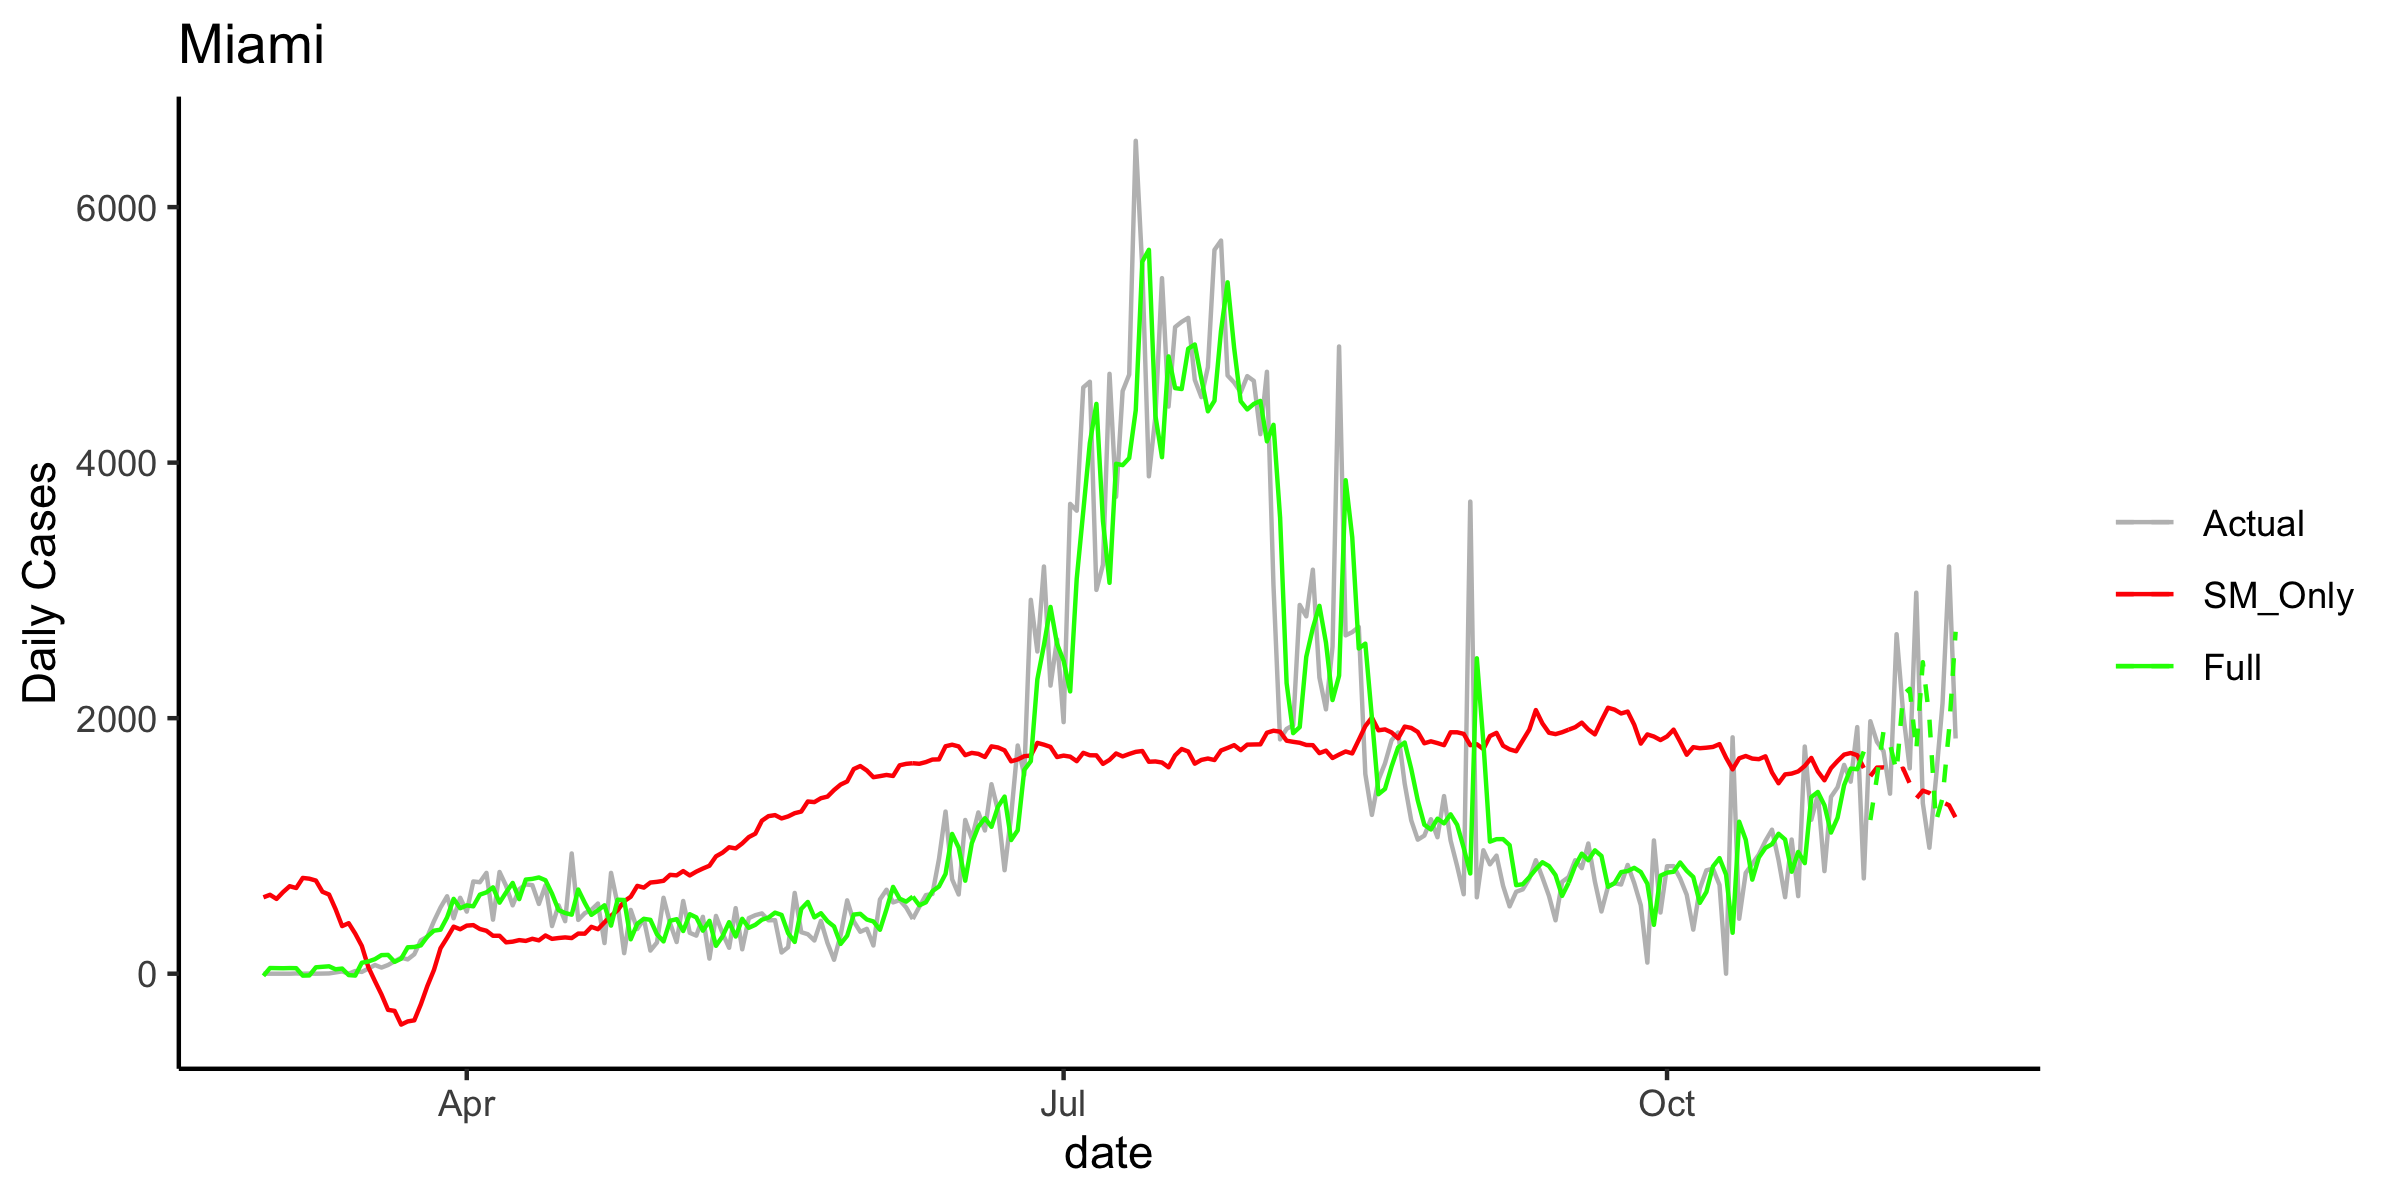 Miami
Daily Cases
6000
4000
2000
0
Apr
Jul
Oct
date
Actual
SM_Only
Full